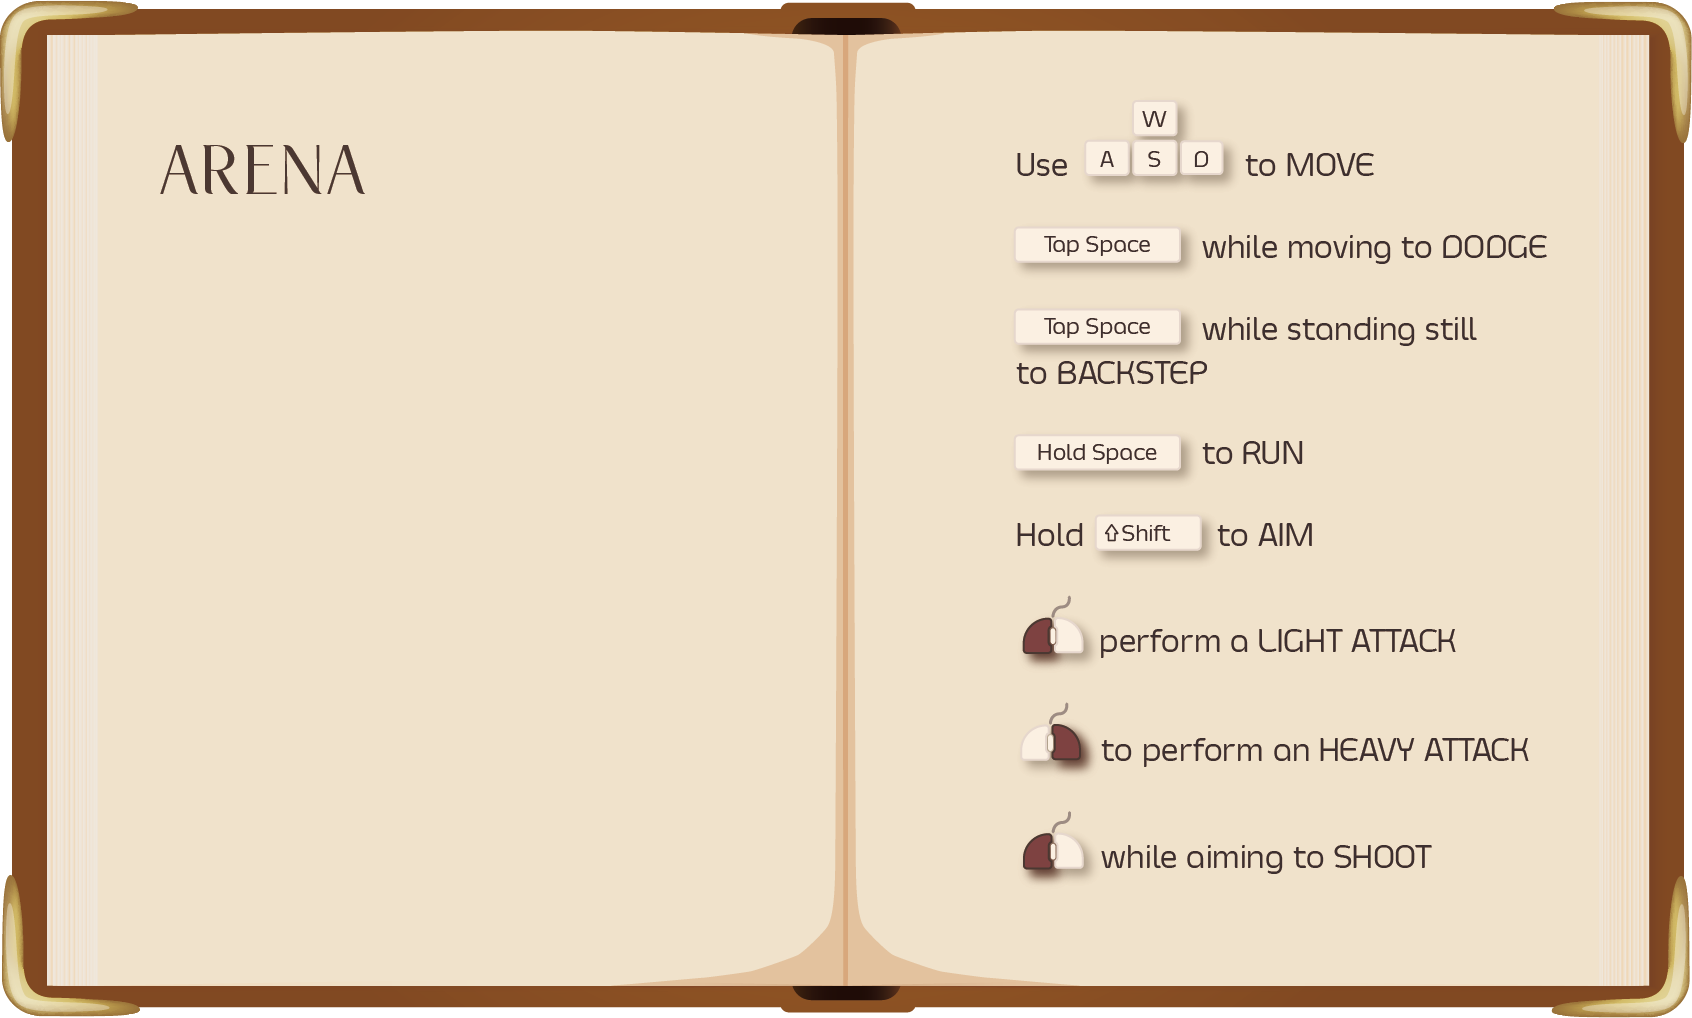 ARENA
W
Use A S D to MOVE
Tap Space while moving to DODGE
Tap Space while standing still
to BACKSTEP
Hold Space to RUN
Hold ⇧Shift to AIM
perform a LIGHT ATTACK
to perform an HEAVY ATTACK
while aiming to SHOOT